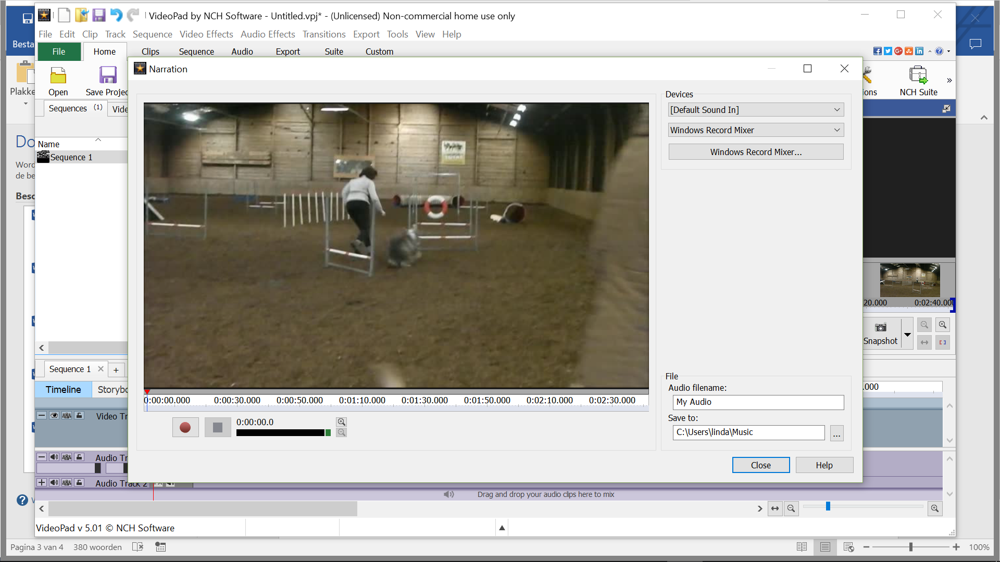 VideoPad by NCH Software - Untitled.vpj* - (Unlicensed) Non-commercial home use only
Besta
File Edit Clip Track Sequence Video Effects Audio Effects Transitions Export Tools View Help
File Home Clips Sequence Audio Export Suite Custom
Narration
Plakke
Open Save Projec
ions NCH Suite
Sequences (1) Vide
Devices
[Default Sound In]
Windows Record Mixer
Windows Record Mixer...
Do
Name
Sequence 1
Word
de be
Besc
20.000 0:02:40.00
Snapshot
Sequence 1
Timeline Storybo
File
Audio filename:
My Audio
Save to:
C:\Users\linda\Music
...
.000
0:00:00.000 0:00:30.000 0:00:50.000 0:01:10.000 0:01:30.000 0:01:50.000 0:02:10.000 0:02:30.000
0:00:00.0
Video Tr
Audio Tr
Close Help
Audio Track 2
Drag and drop your audio clips here to mix
VideoPad v 5.01 © NCH Software
Pagina 3 van 4 380 woorden 100%